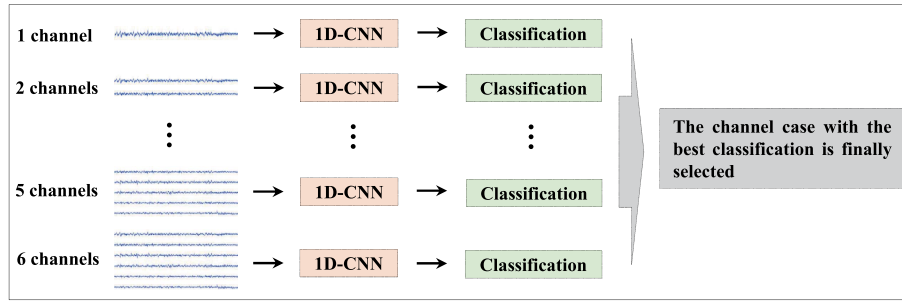 1 channel
1D-CNN
Classification
2 channels
1D-CNN
Classification
5 channels
1D-CNN
Classification
6 channels
1D-CNN
Classification
The channel case with the
best classification is finally
selected